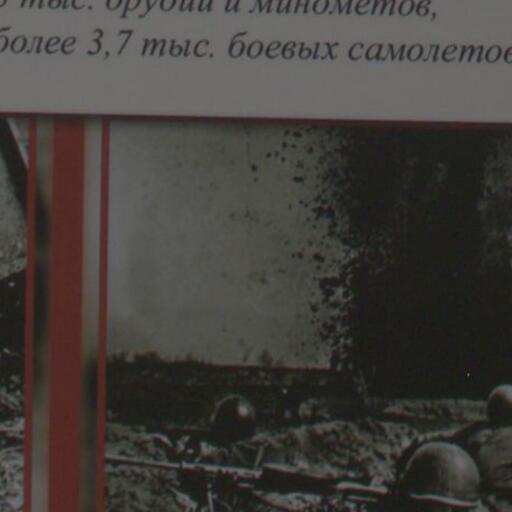 тыс. орудий и минометов,
более 3,7 тыс. боевых самолетов